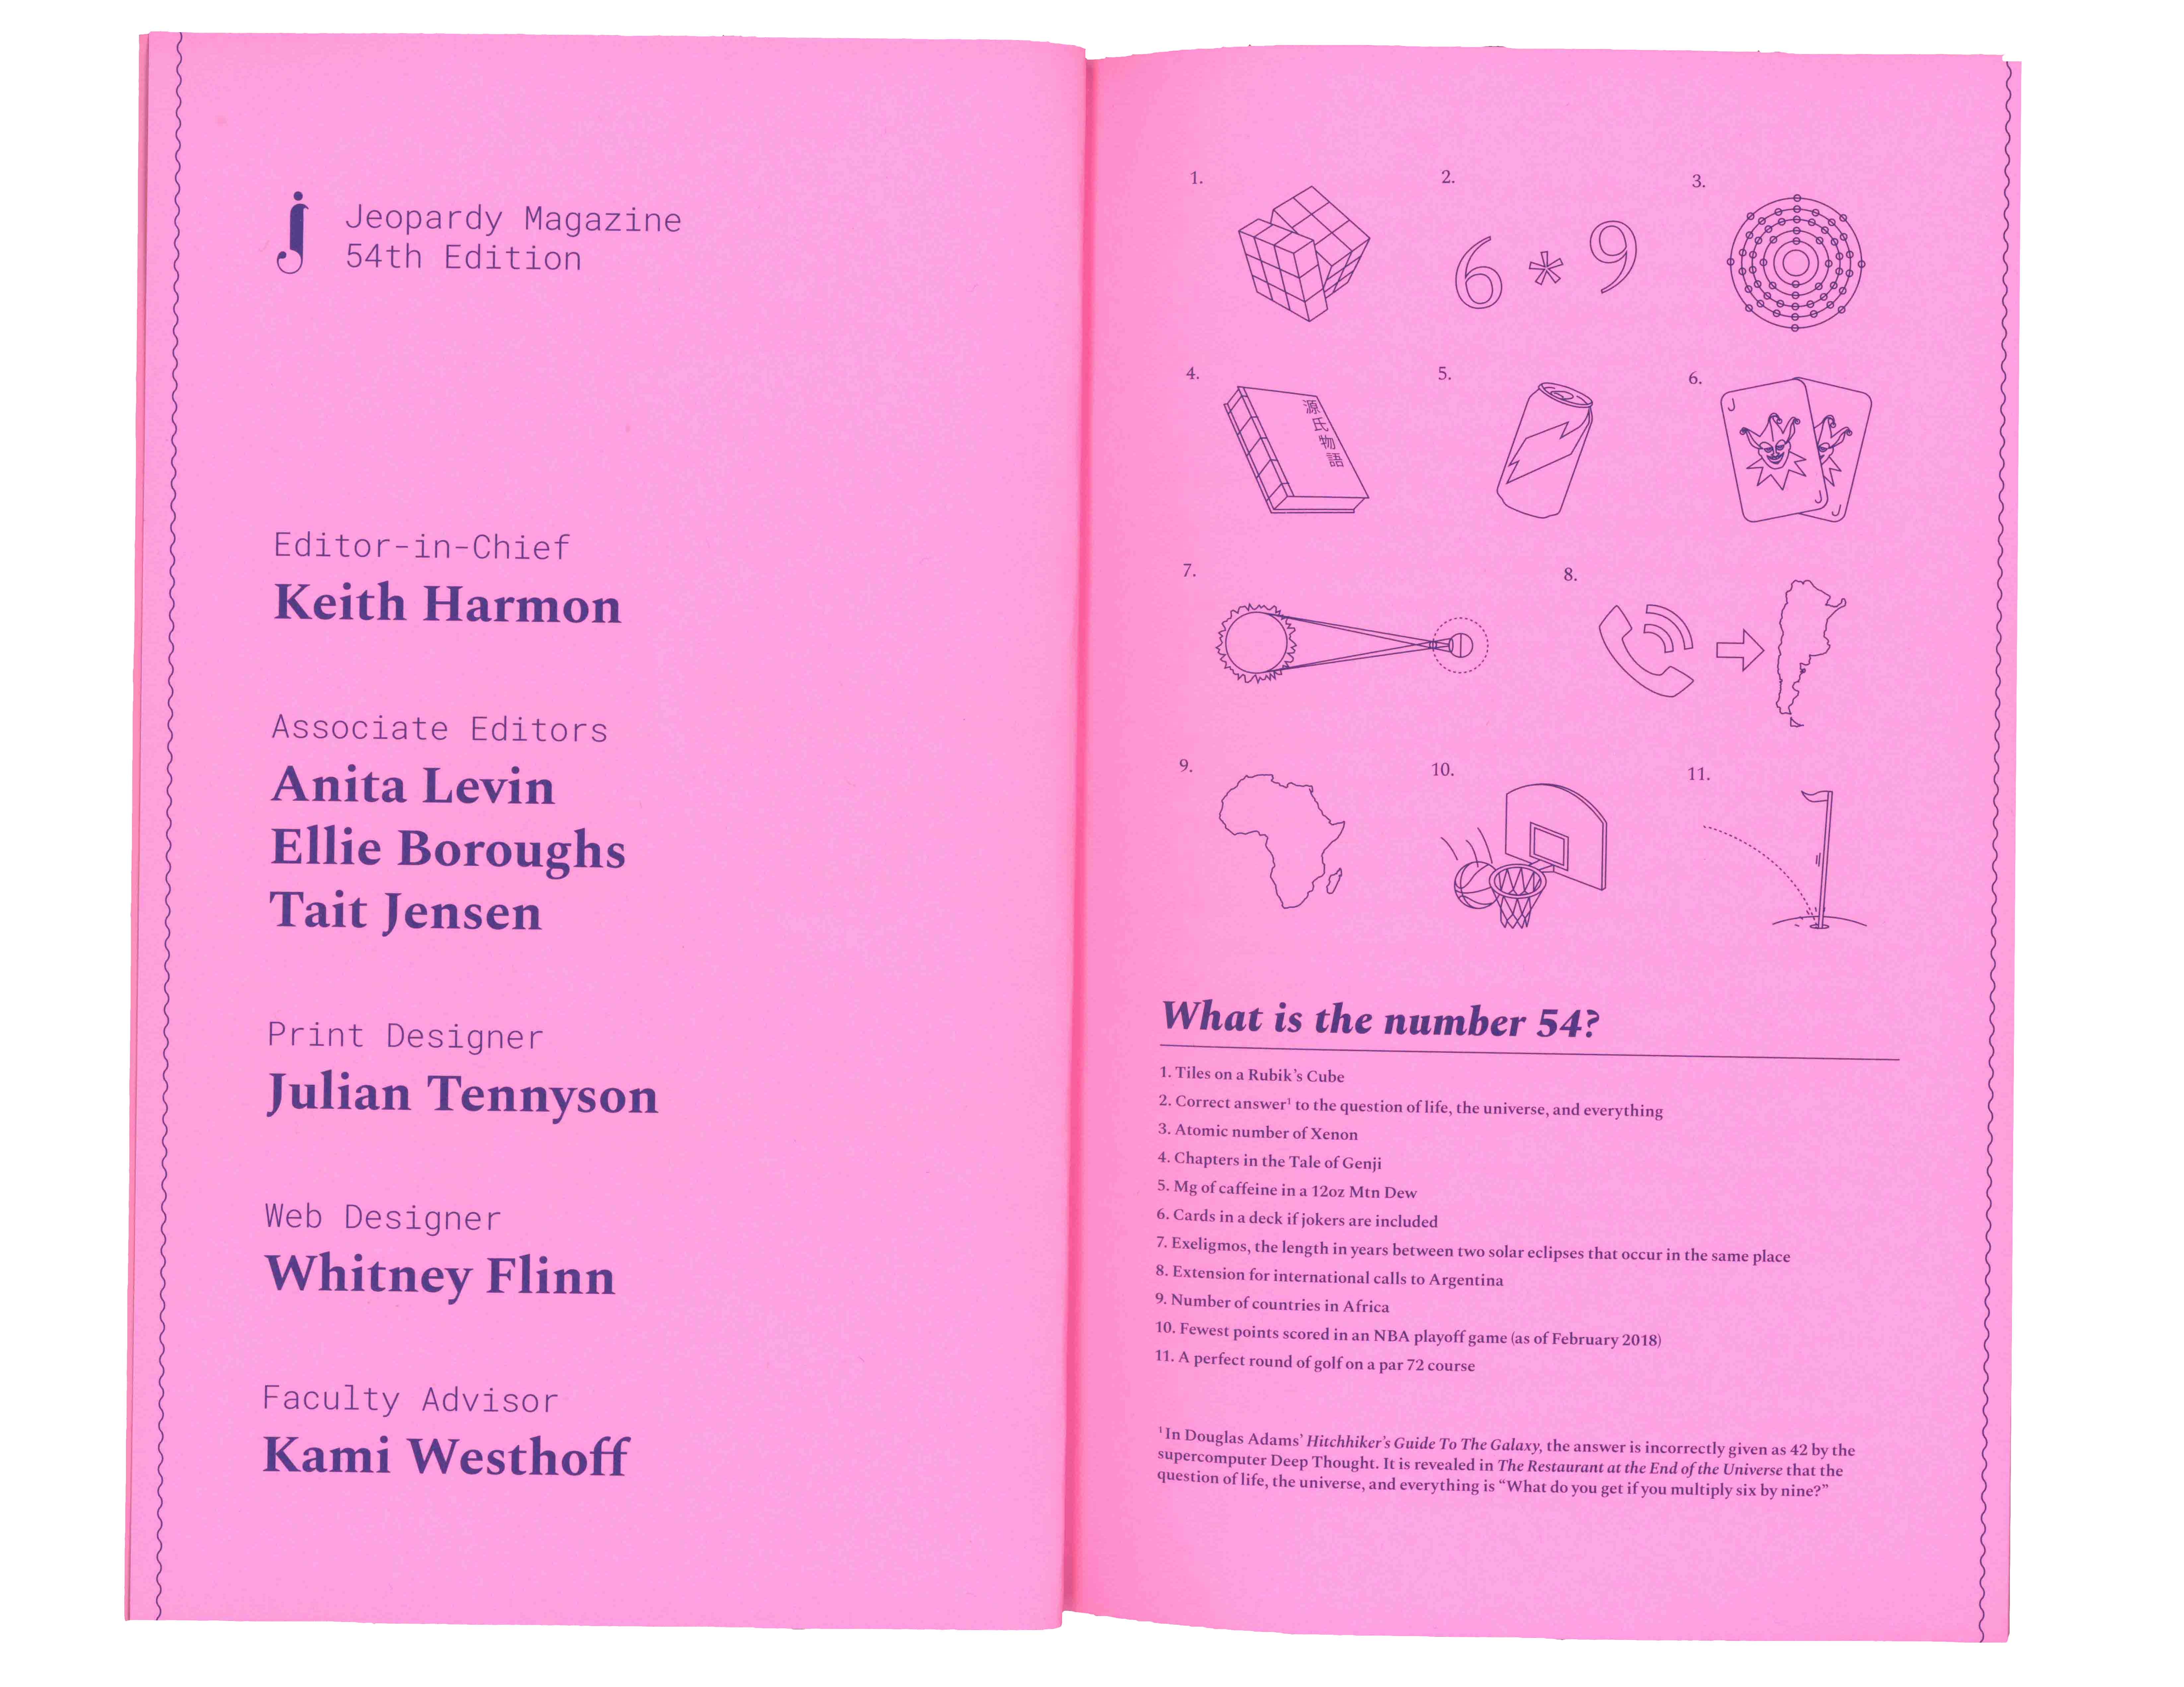 Jeopardy Magazine
54th Edition
Editor-in-Chief
Keith Harmon
Associate Editors
Anita Levin
Ellie Boroughs
Tait Jensen
Print Designer
Julian Tennyson
Web Designer
Whitney Flinn
Faculty Advisor
Kami Westhoff
1.
2.
6 * 9
3.
4.
源氏物語
5.
6.
J
J
J
7.
8.
9.
10.
11.
What is the number 54?
1. Tiles on a Rubik's Cube
2. Correct answer¹ to the question of life, the universe, and everything
3. Atomic number of Xenon
4. Chapters in the Tale of Genji
5. Mg of caffeine in a 12oz Mtn Dew
6. Cards in a deck if jokers are included
7. Exeligmos, the length in years between two solar eclipses that occur in the same place
8. Extension for international calls to Argentina
9. Number of countries in Africa
10. Fewest points scored in an NBA playoff game (as of February 2018)
11. A perfect round of golf on a par 72 course
¹In Douglas Adams' Hitchhiker's Guide To The Galaxy, the answer is incorrectly given as 42 by the
supercomputer Deep Thought. It is revealed in The Restaurant at the End of the Universe that the
question of life, the universe, and everything is "What do you get if you multiply six by nine?"